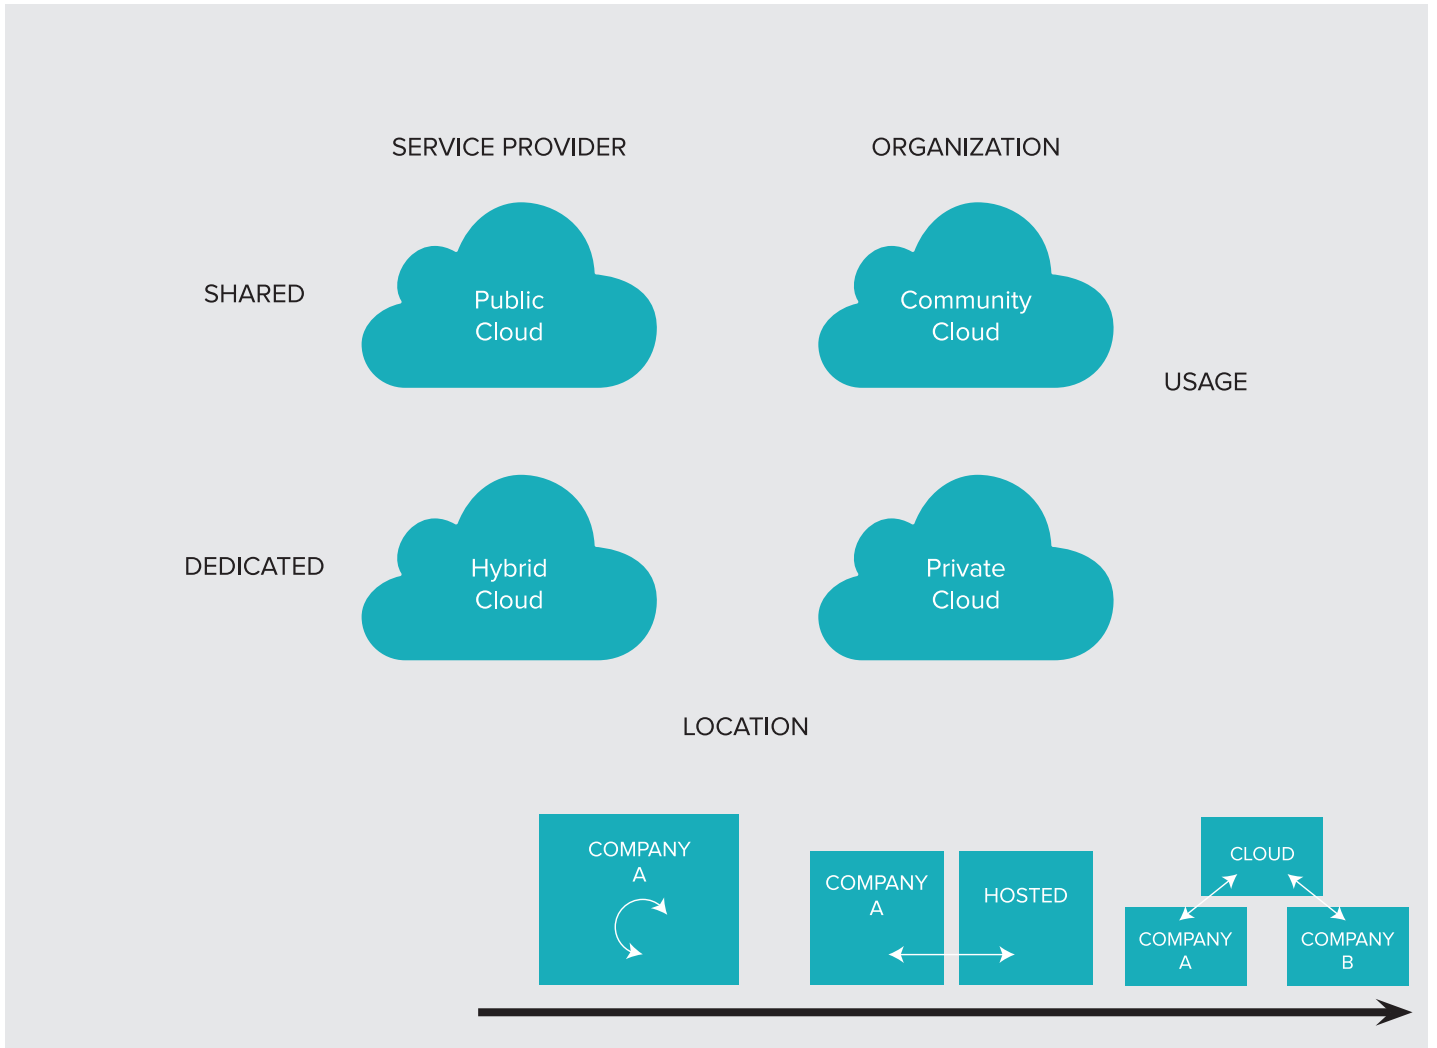 SERVICE PROVIDER
ORGANIZATION
SHARED
Public
Cloud
Community
Cloud
USAGE
DEDICATED
Hybrid
Cloud
Private
Cloud
LOCATION
COMPANY
A
COMPANY
A
HOSTED
CLOUD
COMPANY
A
COMPANY
B